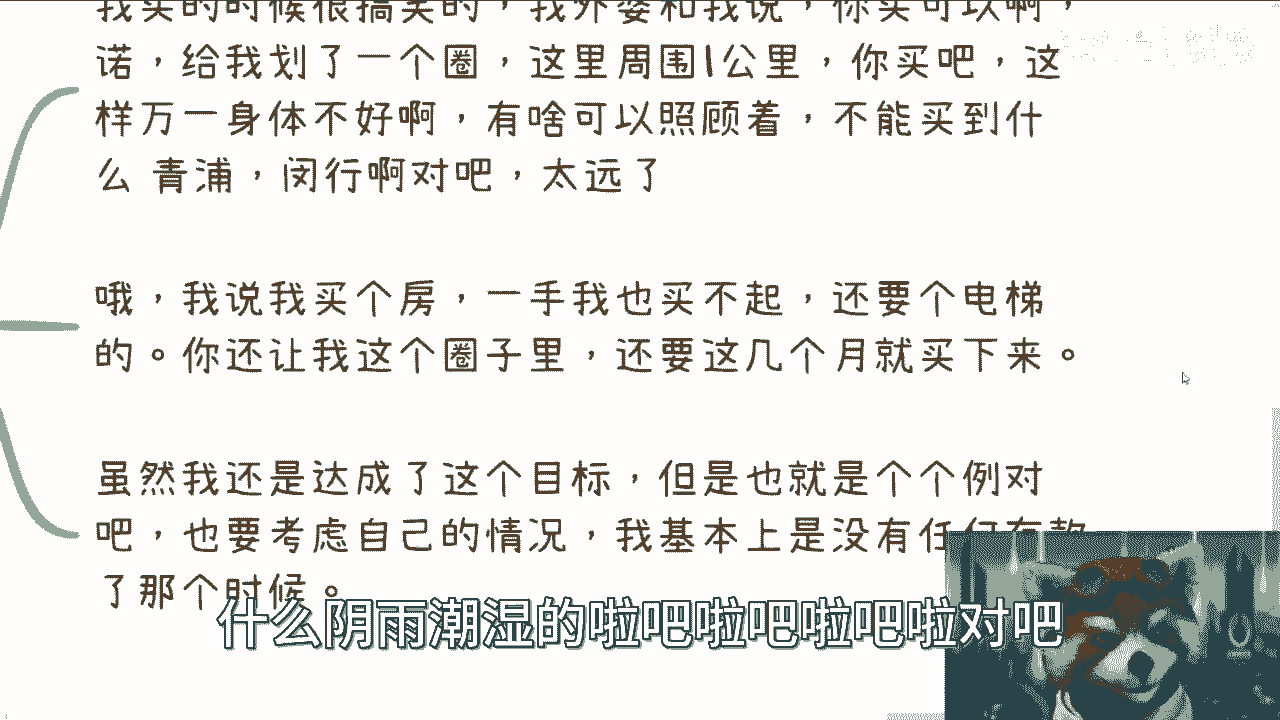 我买的时候很搞笑的，我外婆和我说，你买可以啊，
诺，给我划了一个圈，这里周围1公里，你买吧，这
样万一身体不好啊，有啥可以照顾着，不能买到什
么 青浦，闵行啊对吧，太远了
哦，我说我买个房，一手我也买不起，还要个电梯
的。你还让我这个圈子里，还要这几个月就买下来。
虽然我还是达成了这个目标，但是也就是个个例对
吧，也要考虑自己的情况，我基本上是没有任何存款
了那个时候。
什么阴雨潮湿的啦吧啦吧啦吧啦对吧